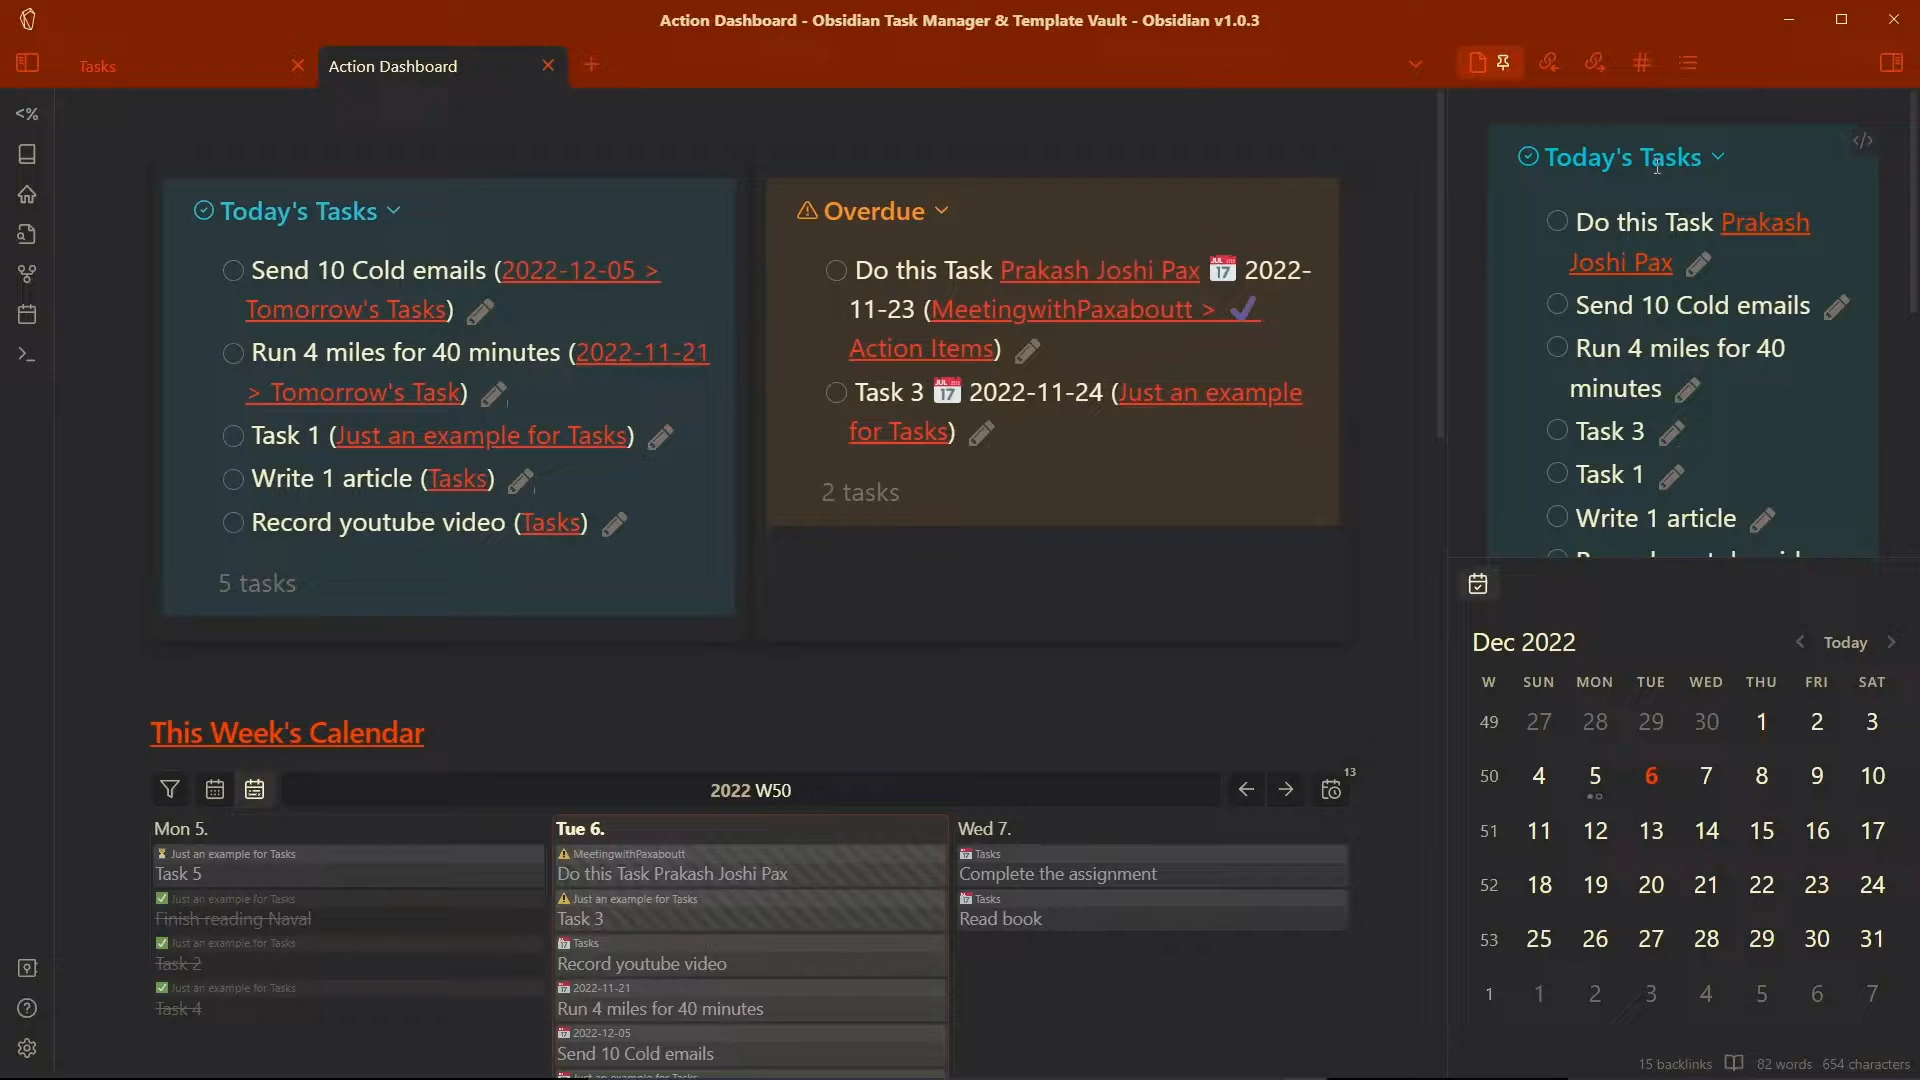 Action Dashboard - Obsidian Task Manager & Template Vault - Obsidian v1.0.3
Tasks
Action Dashboard
<%
Today's Tasks
Send 10 Cold emails (2022-12-05 >
Tomorrow's Tasks)
Run 4 miles for 40 minutes (2022-11-21
> Tomorrow's Task)
Task 1 (Just an example for Tasks)
Write 1 article (Tasks)
Record youtube video (Tasks)
5 tasks
Overdue
Do this Task Prakash Joshi Pax 📅 2022-
11-23 (MeetingwithPaxaboutt > ✔
Action Items)
Task 3 📅 2022-11-24 (Just an example
for Tasks)
2 tasks
Today's Tasks
Do this Task Prakash
Joshi Pax
Send 10 Cold emails
Run 4 miles for 40
minutes
Task 3
Task 1
Write 1 article
This Week's Calendar
2022 W50
13
Mon 5.
Just an example for Tasks
Task 5
Just an example for Tasks
Finish reading Naval
Just an example for Tasks
Task 2
Just an example for Tasks
Task 4
Tue 6.
MeetingwithPaxaboutt
Do this Task Prakash Joshi Pax
Just an example for Tasks
Task 3
Tasks
Record youtube video
2022-11-21
Run 4 miles for 40 minutes
2022-12-05
Send 10 Cold emails
Just an example for Tasks
Wed 7.
Tasks
Complete the assignment
Tasks
Read book
Dec 2022
Today
W SUN MON TUE WED THU FRI SAT
49 27 28 29 30 1 2 3
50 4 5 6 7 8 9 10
51 11 12 13 14 15 16 17
52 18 19 20 21 22 23 24
53 25 26 27 28 29 30 31
1 1 2 3 4 5 6 7
15 backlinks 82 words 654 characters